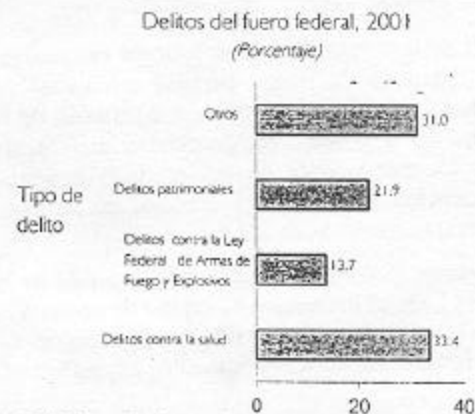 Delitos del fuero federal, 2001
(Porcentaje)
Otros
31.0
Delitos patrimoniales
21.9
Tipo de
delito
Delitos contra la Ley
Federal de Armas de
Fuego y Explosivos
13.7
Delitos contra la salud
33.4
0
20
40